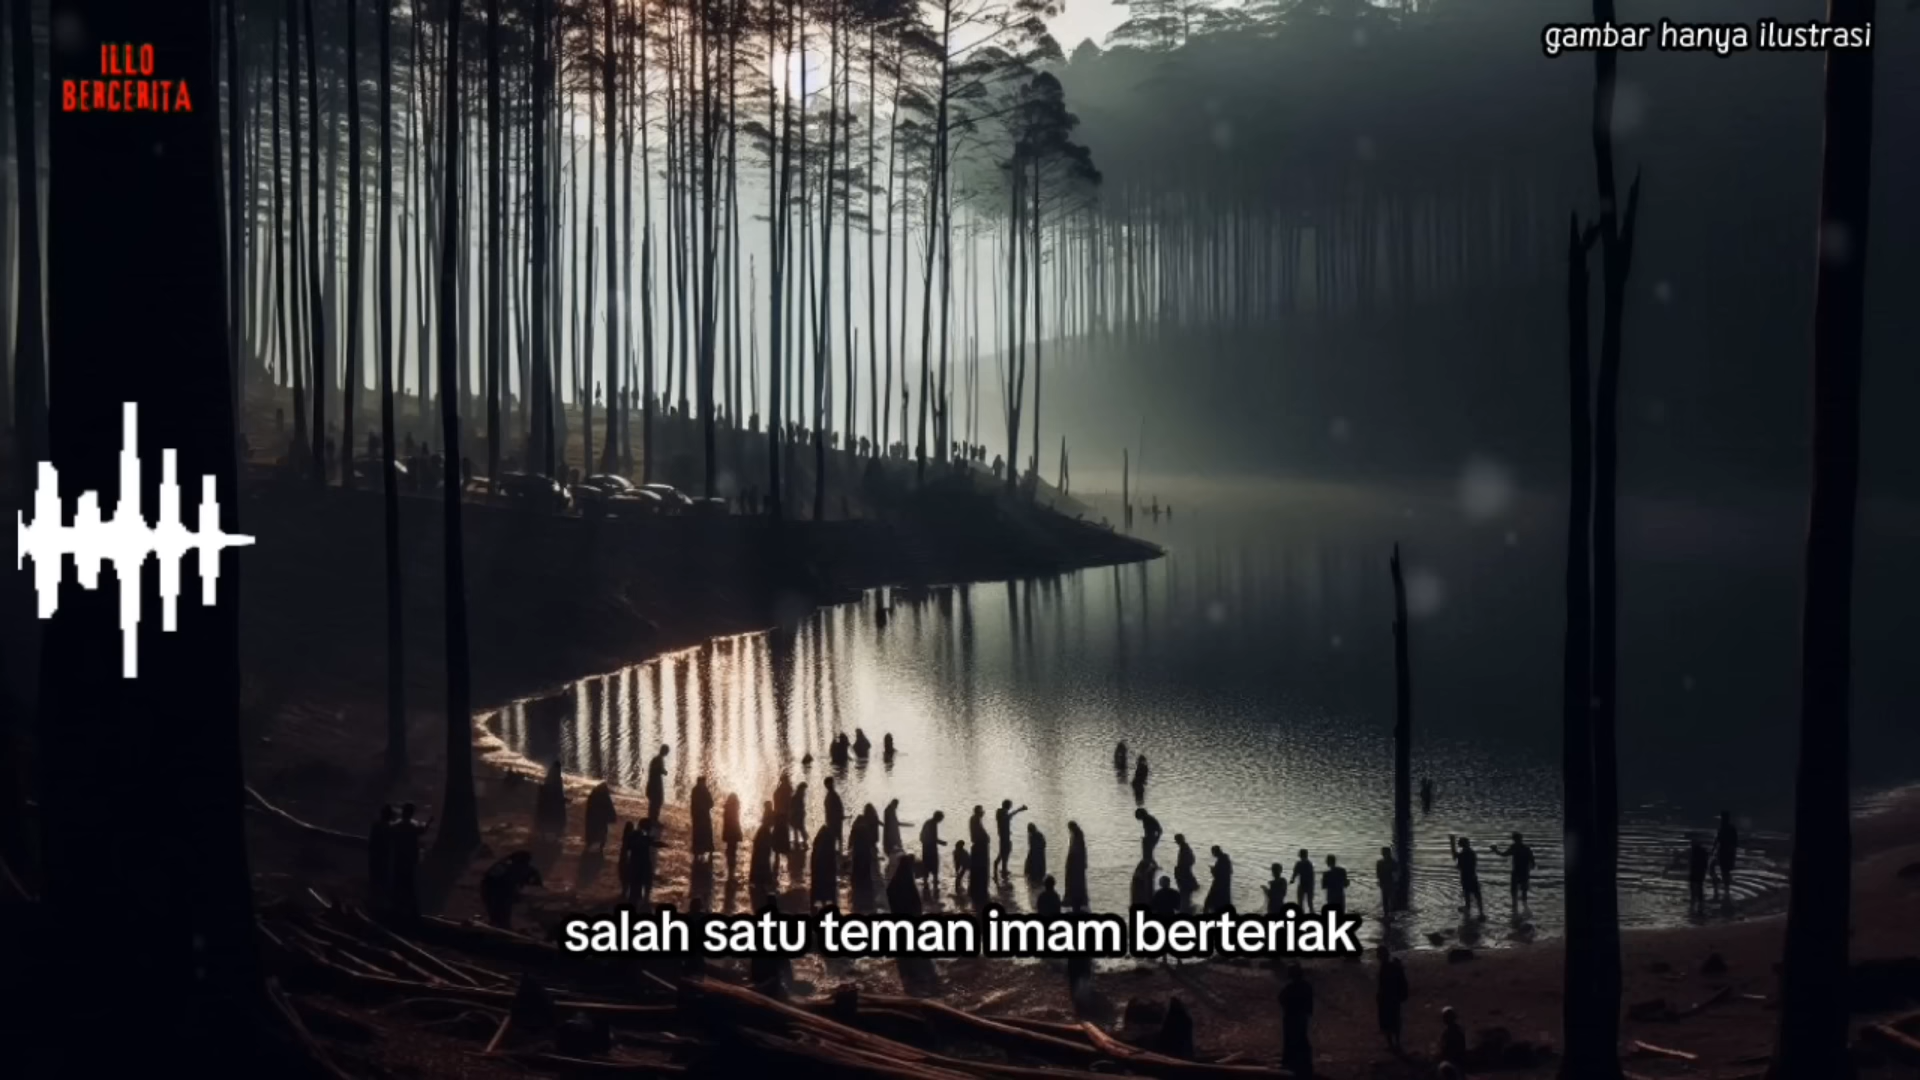 ILLO
BERCERITA
gambar hanya ilustrasi
salah satu teman imam berteriak